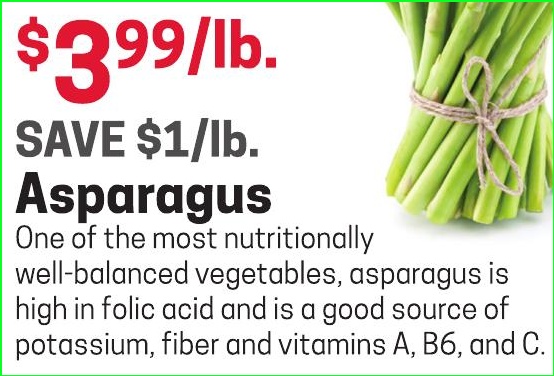 $3.99/lb.
SAVE $1/lb.
Asparagus
One of the most nutritionally
well-balanced vegetables, asparagus is
high in folic acid and is a good source of
potassium, fiber and vitamins A, B6, and C.